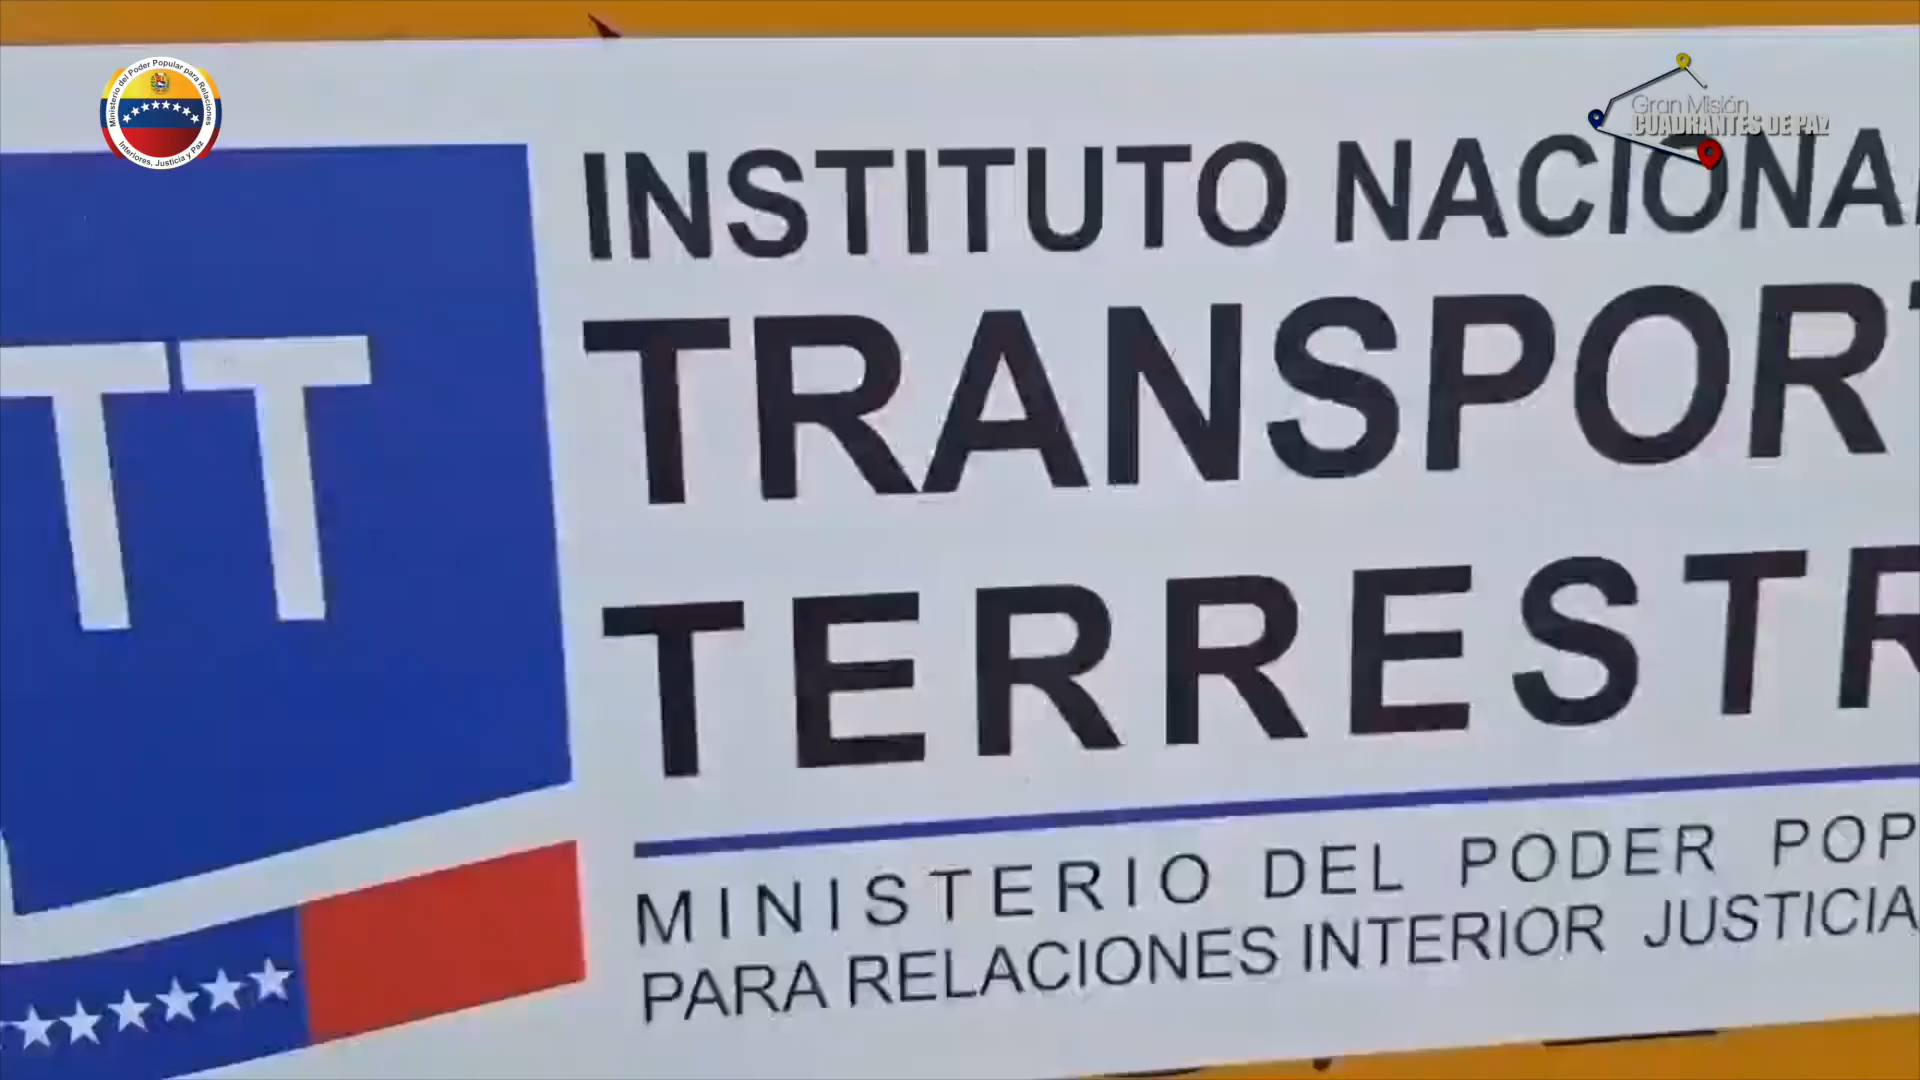 Ministerio del Poder Popular para Relaciones
Interiores, Justicia y Paz
Gran Misión
CUADRANTES DE PAZ
TT
INSTITUTO NACIONA
TRANSPORT
TERRESTR
MINISTERIO DEL PODER POP
PARA RELACIONES INTERIOR JUSTICIA